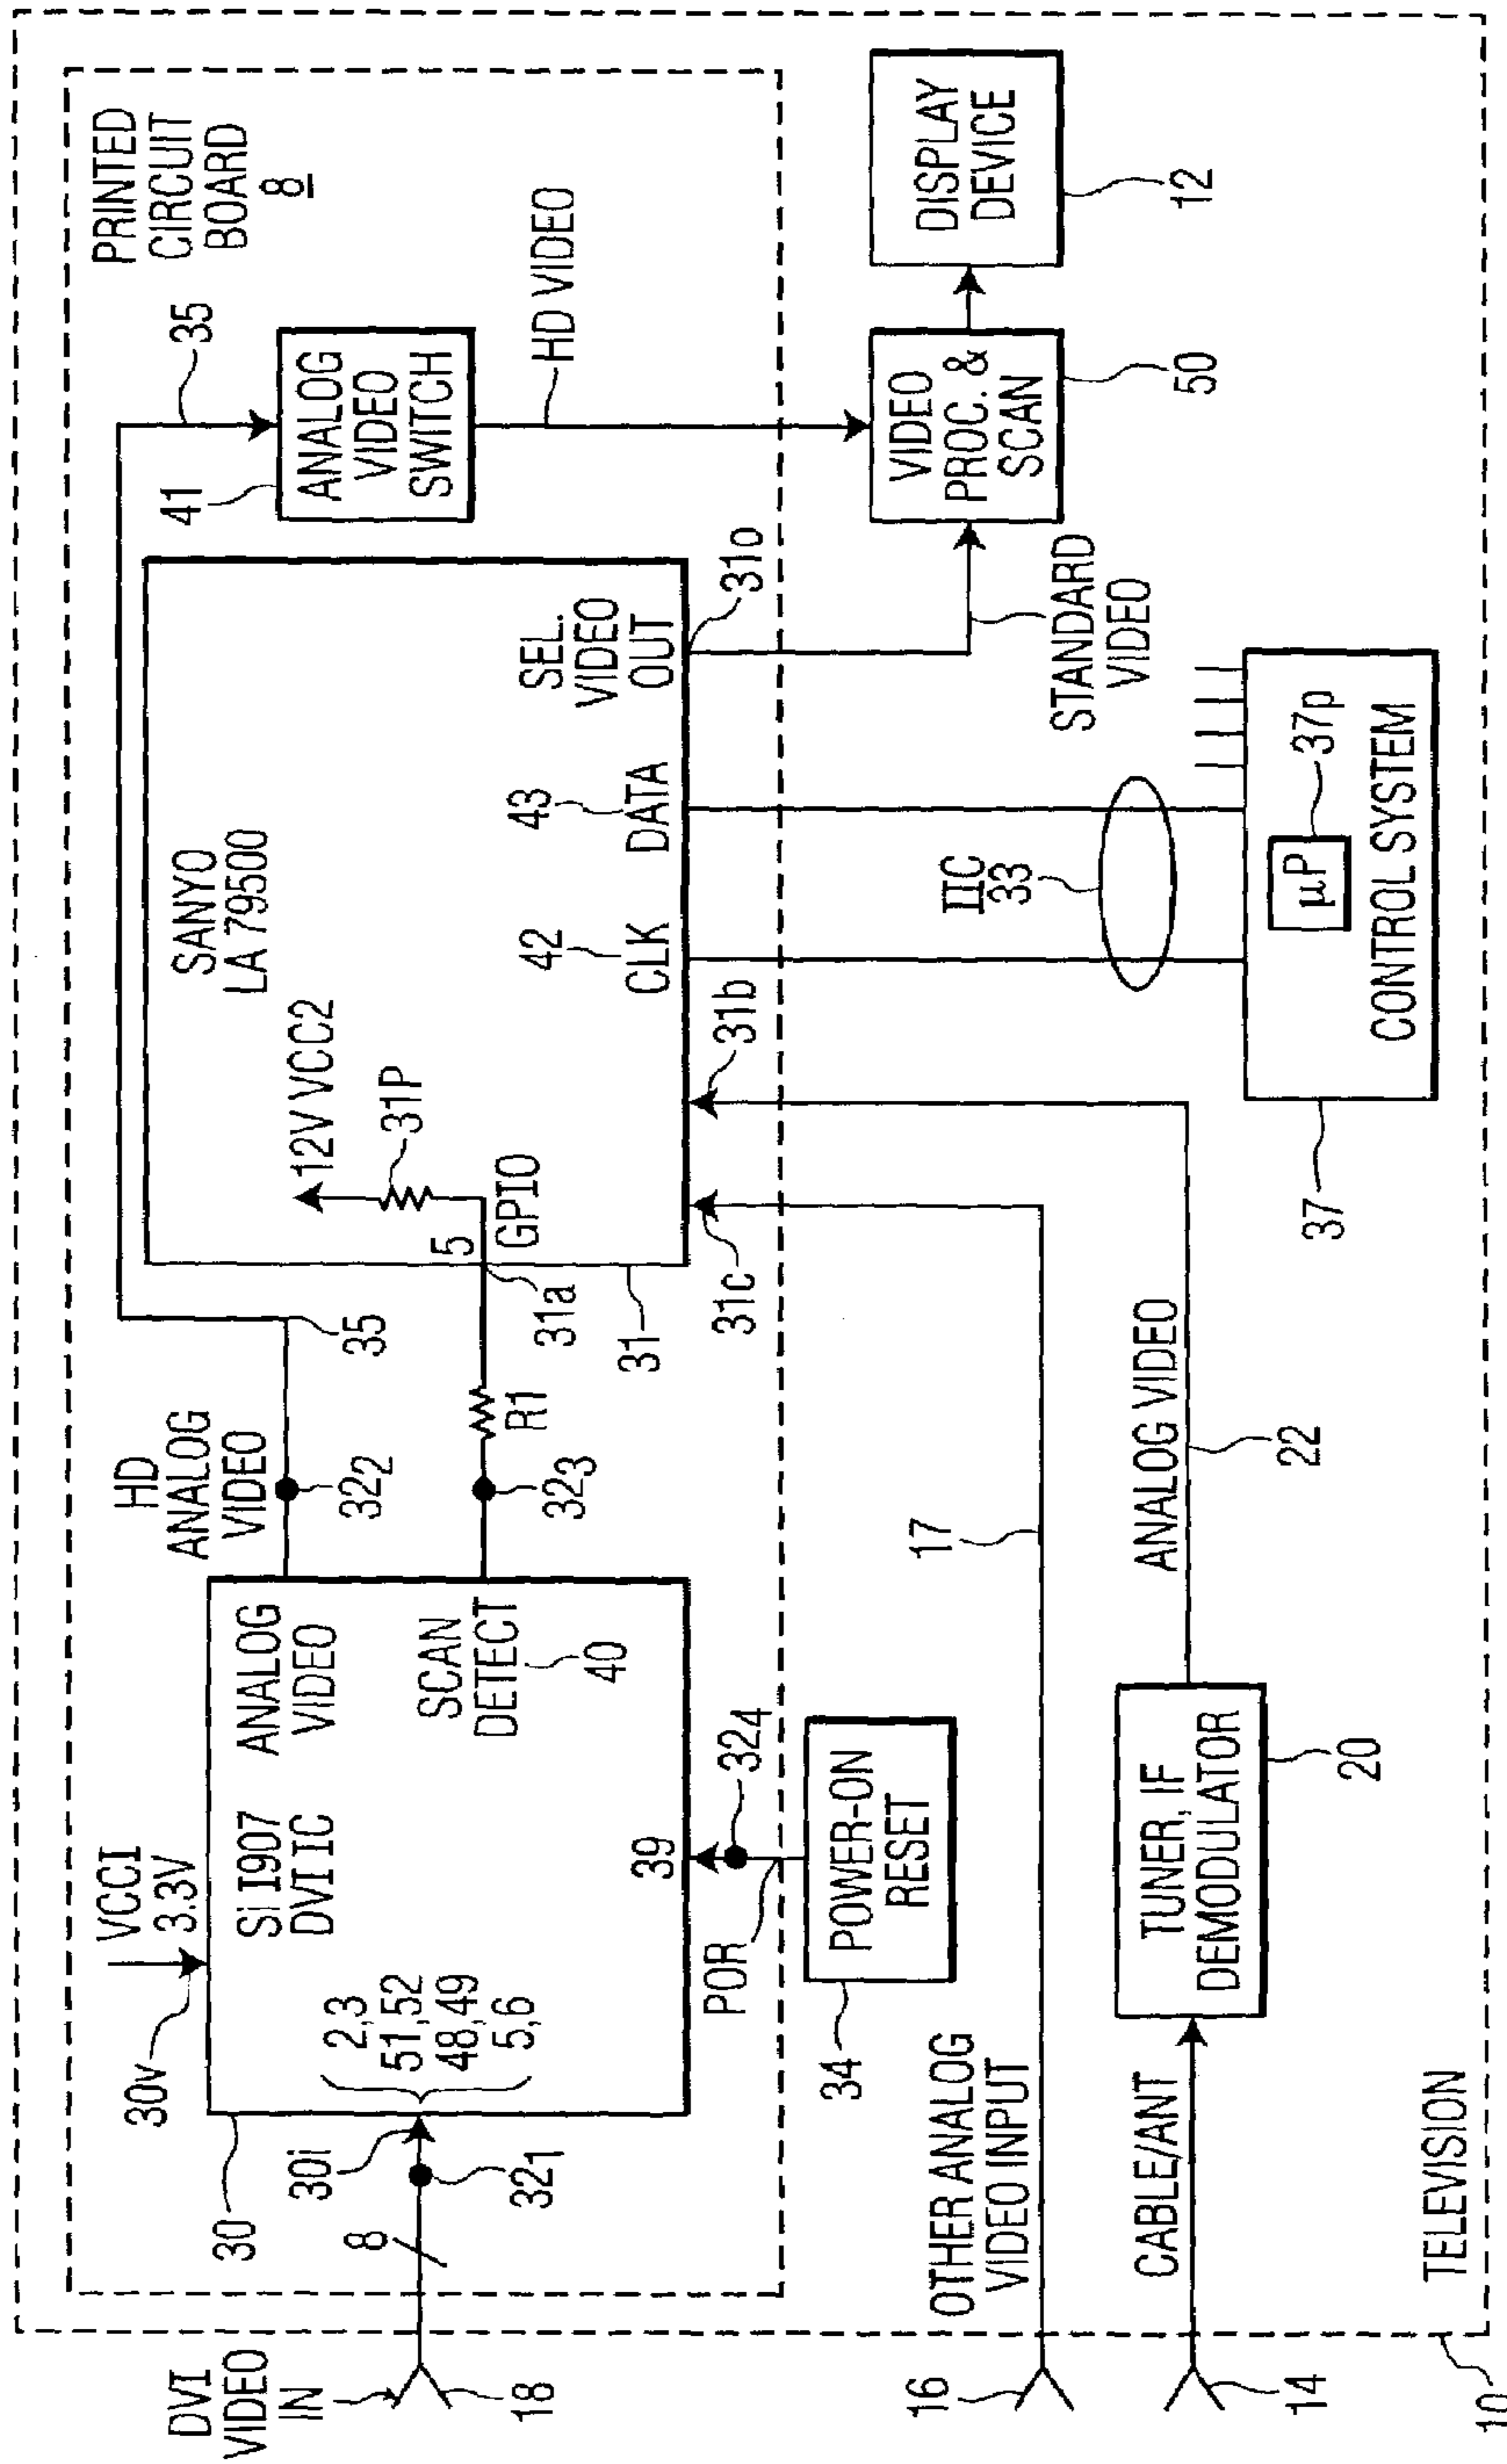 PRINTED
CIRCUIT
BOARD
8
VCCI
3.3V
30v
30
SiI907
DVI IC
ANALOG
VIDEO
2,3
51,52
48,49
5,6
SCAN
DETECT
40
39
DVI
VIDEO
IN
18
8
30i
32₁
HD
ANALOG
VIDEO
32₂
35
32₃
R1
31a
31
5
GPIO
12V VCC2
31P
SANYO
LA 79500
42
CLK
43
DATA
SEL.
VIDEO
OUT
31o
31b
31c
35
41
ANALOG
VIDEO
SWITCH
HD VIDEO
32₄
POR
POWER-ON
RESET
34
OTHER ANALOG
VIDEO INPUT
16
17
CABLE/ANT
14
TUNER, IF
DEMODULATOR
20
ANALOG VIDEO
22
IIC
33
STANDARD
VIDEO
VIDEO
PROC. &
SCAN
50
DISPLAY
DEVICE
12
µP
37p
CONTROL SYSTEM
37
TELEVISION
10